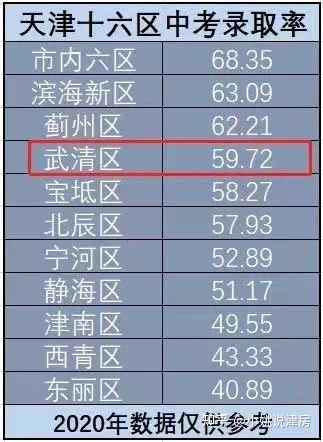 天津十六区中考录取率
市内六区 68.35
滨海新区 63.09
蓟州区 62.21
武清区 59.72
宝坻区 58.27
北辰区 57.93
宁河区 52.89
静海区 51.17
津南区 49.55
西青区 43.33
东丽区 40.89
2020年数据仅供参考
知乎 @小姚说津房